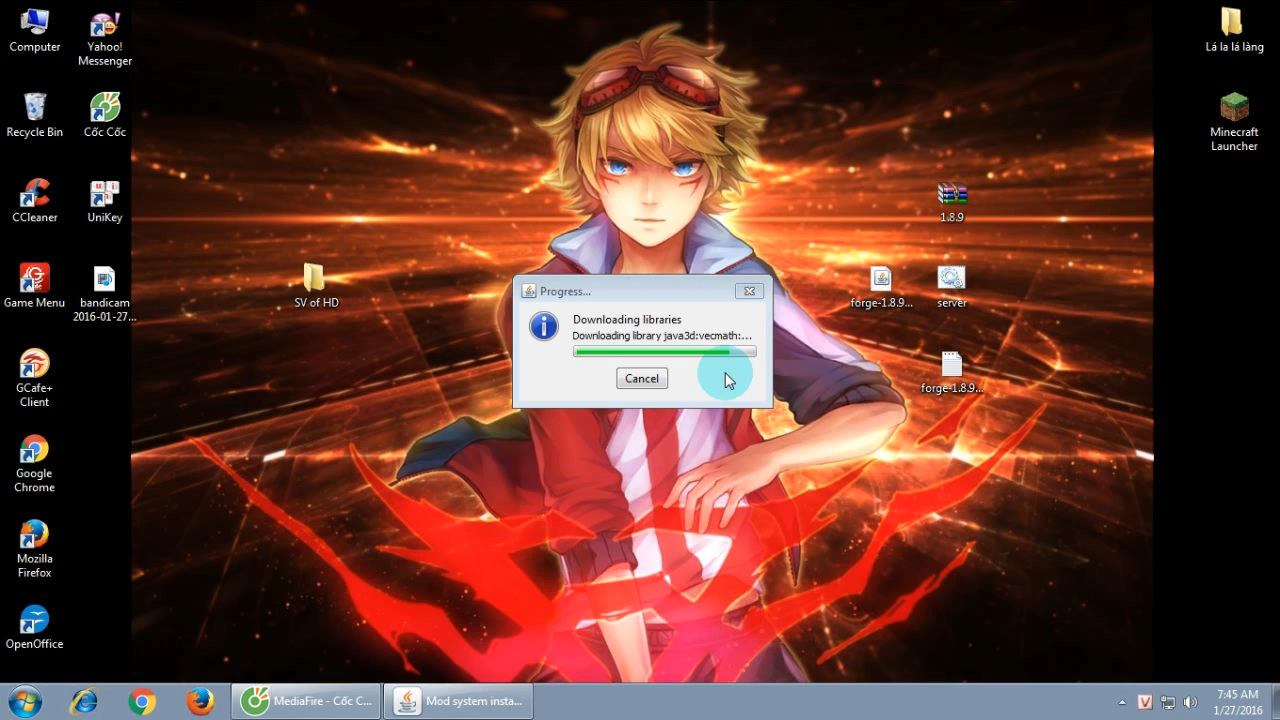 Computer
Yahoo!
Messenger
Recycle Bin
Cốc Cốc
CCleaner
UniKey
Game Menu
bandicam
2016-01-27...
GCafe+
Client
Google
Chrome
Mozilla
Firefox
OpenOffice
SV of HD
Progress...
Downloading libraries
Downloading library java3d:vecmath:...
Cancel
1.8.9
forge-1.8.9...
server
forge-1.8.9...
Lá la lá làng
Minecraft
Launcher
MediaFire - Cốc C...
Mod system insta...
7:45 AM
1/27/2016